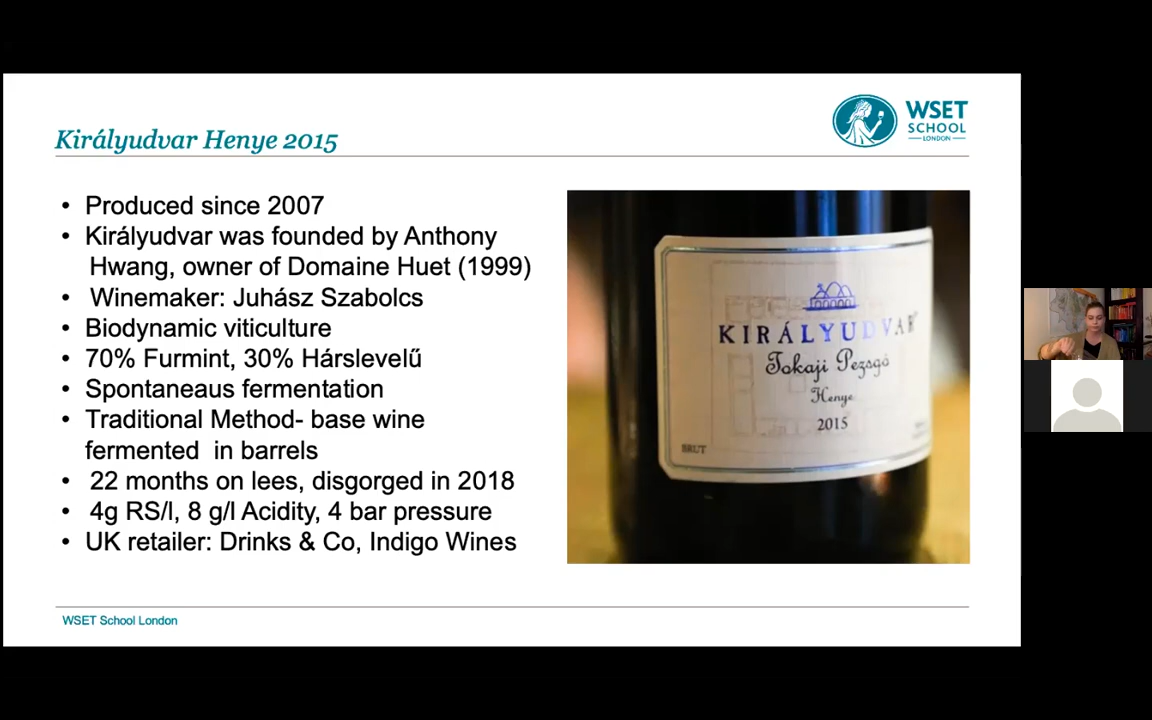 Királyudvar Henye 2015
WSET
SCHOOL
LONDON
• Produced since 2007
• Királyudvar was founded by Anthony
Hwang, owner of Domaine Huet (1999)
• Winemaker: Juhász Szabolcs
• Biodynamic viticulture
• 70% Furmint, 30% Hárslevelű
• Spontaneaus fermentation
• Traditional Method- base wine
fermented in barrels
• 22 months on lees, disgorged in 2018
• 4g RS/l, 8 g/l Acidity, 4 bar pressure
• UK retailer: Drinks & Co, Indigo Wines
KIRÁLYUDVAR
Tokaji Pezsgő
Henye
2015
BRUT
WSET School London